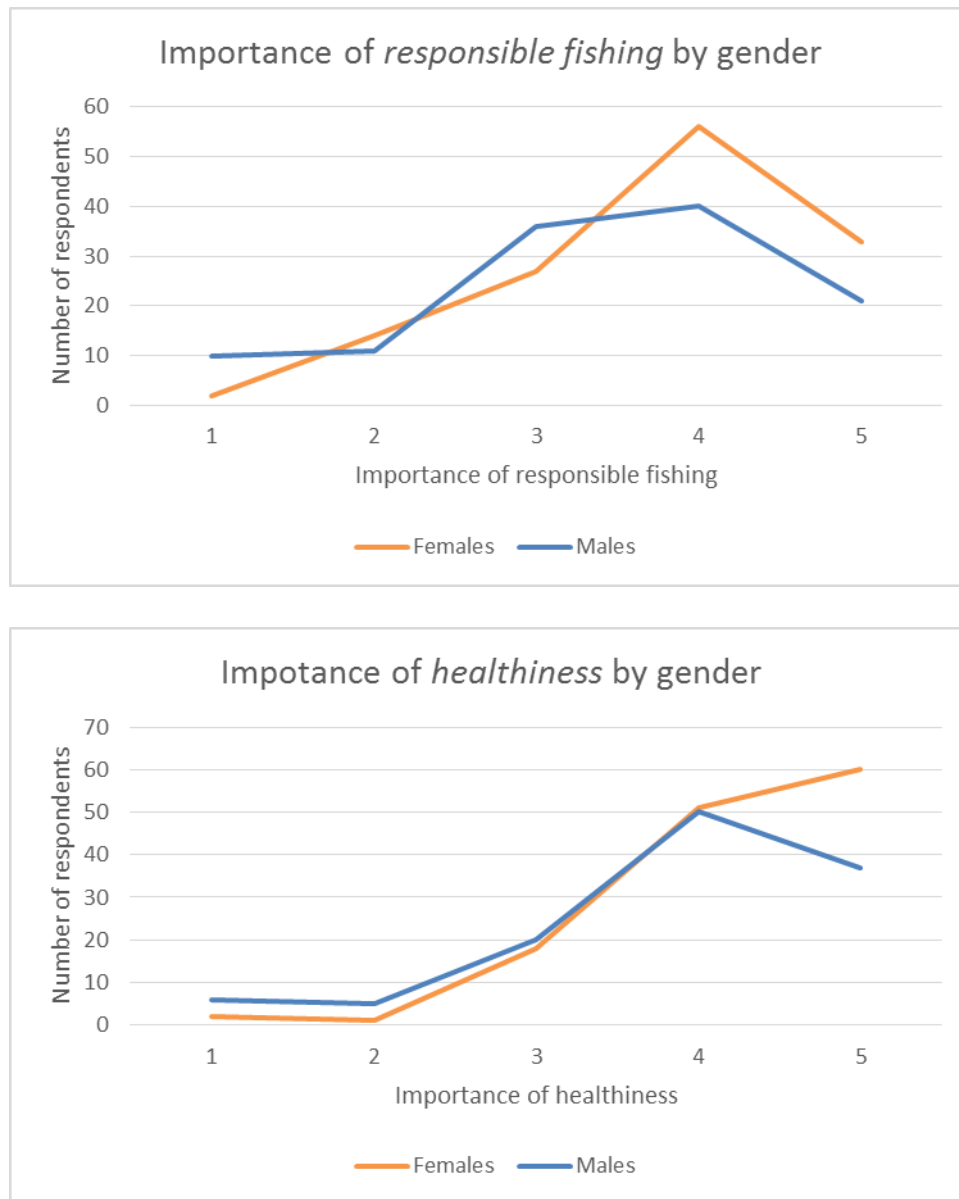 Importance of responsible fishing by gender
Number of respondents
60
50
40
30
20
10
0
1 2 3 4 5
Importance of responsible fishing
Females Males
Impotance of healthiness by gender
Number of respondents
70
60
50
40
30
20
10
0
1 2 3 4 5
Importance of healthiness
Females Males